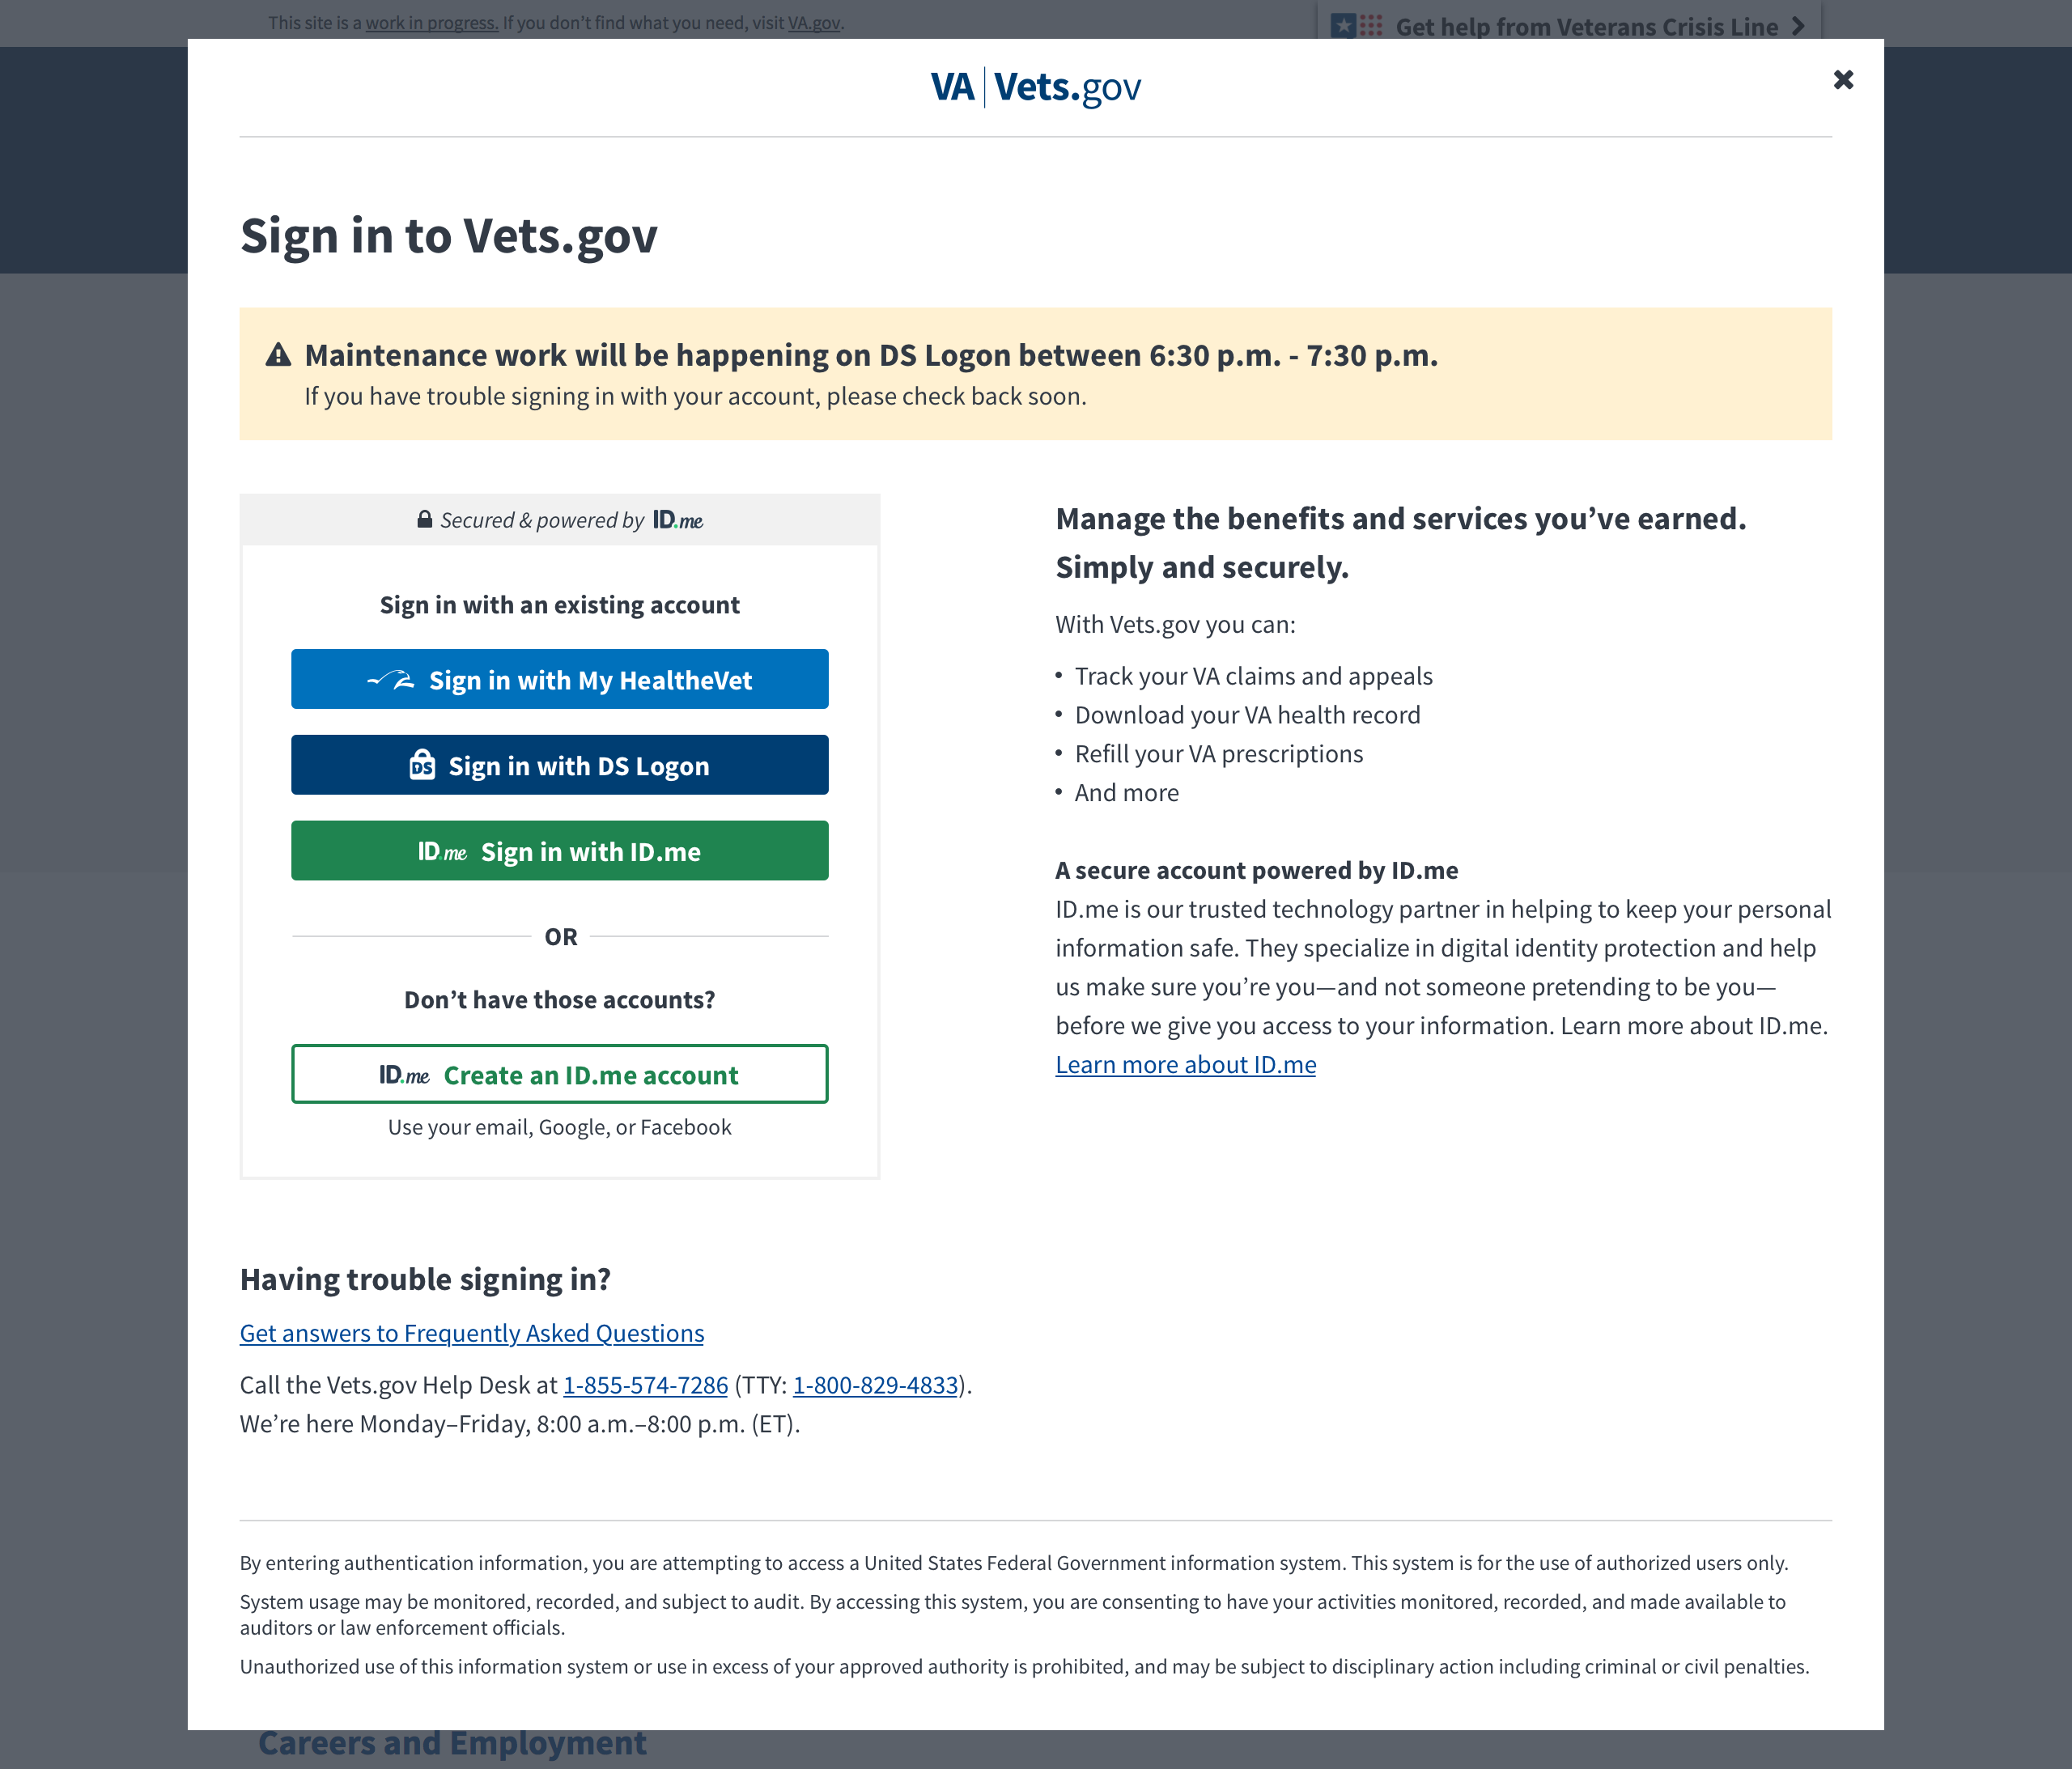 This site is a work in progress. If you don’t find what you need, visit VA.gov.
Get help from Veterans Crisis Line
VA | Vets.gov
Sign in to Vets.gov
Maintenance work will be happening on DS Logon between 6:30 p.m. - 7:30 p.m.
If you have trouble signing in with your account, please check back soon.
Secured & powered by ID.me
Sign in with an existing account
Sign in with My HealtheVet
DS Sign in with DS Logon
ID.me Sign in with ID.me
OR
Don’t have those accounts?
ID.me Create an ID.me account
Use your email, Google, or Facebook
Manage the benefits and services you’ve earned.
Simply and securely.
With Vets.gov you can:
• Track your VA claims and appeals
• Download your VA health record
• Refill your VA prescriptions
• And more
A secure account powered by ID.me
ID.me is our trusted technology partner in helping to keep your personal
information safe. They specialize in digital identity protection and help
us make sure you’re you—and not someone pretending to be you—
before we give you access to your information. Learn more about ID.me.
Learn more about ID.me
Having trouble signing in?
Get answers to Frequently Asked Questions
Call the Vets.gov Help Desk at 1-855-574-7286 (TTY: 1-800-829-4833).
We’re here Monday–Friday, 8:00 a.m.–8:00 p.m. (ET).
By entering authentication information, you are attempting to access a United States Federal Government information system. This system is for the use of authorized users only.
System usage may be monitored, recorded, and subject to audit. By accessing this system, you are consenting to have your activities monitored, recorded, and made available to
auditors or law enforcement officials.
Unauthorized use of this information system or use in excess of your approved authority is prohibited, and may be subject to disciplinary action including criminal or civil penalties.
Careers and Employment